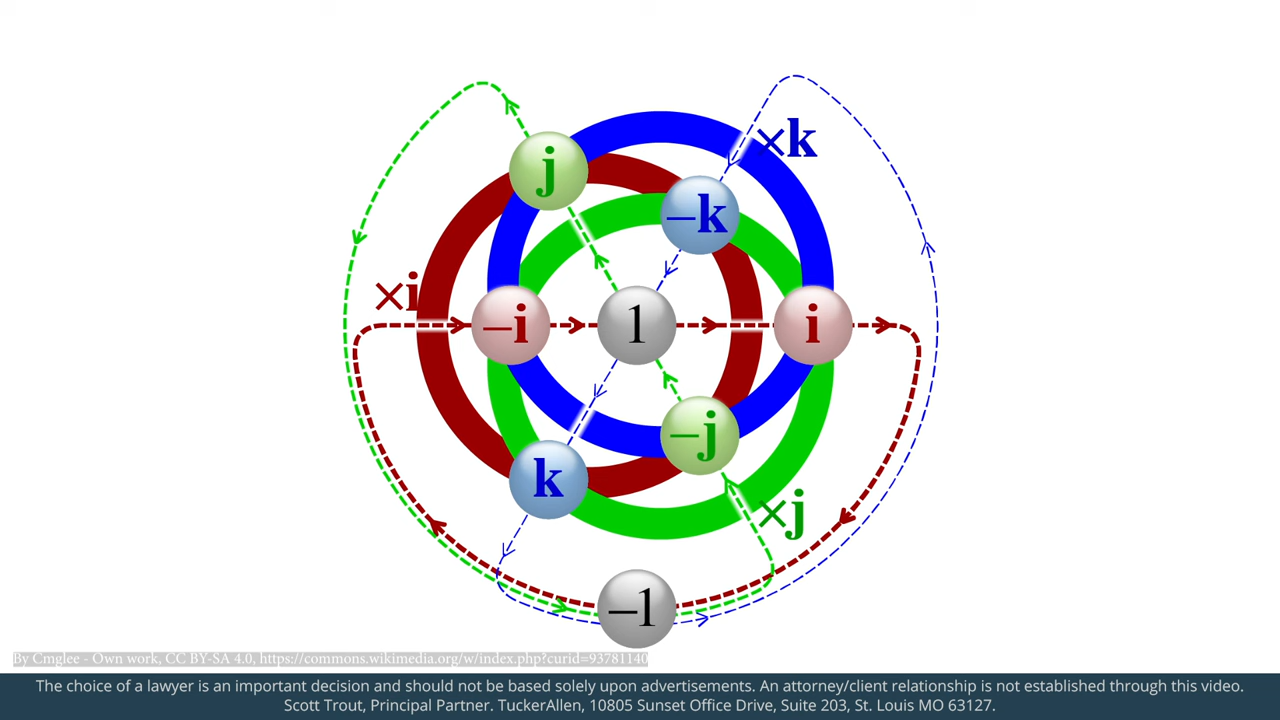 ×k
j
–k
×i
–i
1
i
–j
k
×j
–1
By Cmglee - Own work, CC BY-SA 4.0, https://commons.wikimedia.org/w/index.php?curid=93781140
The choice of a lawyer is an important decision and should not be based solely upon advertisements. An attorney/client relationship is not established through this video.
Scott Trout, Principal Partner. TuckerAllen, 10805 Sunset Office Drive, Suite 203, St. Louis MO 63127.